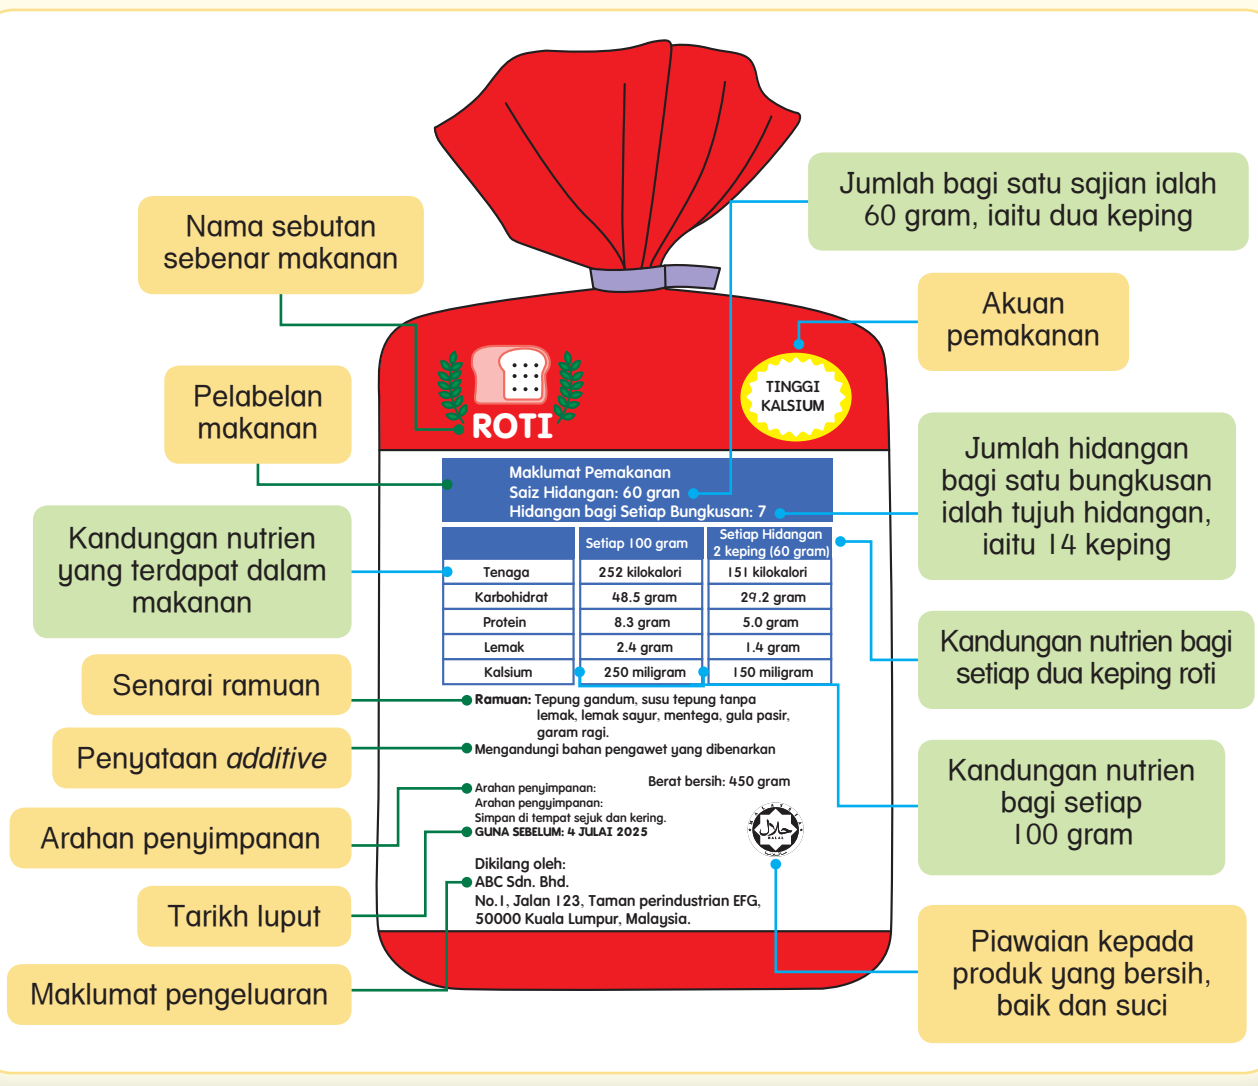 Nama sebutan
sebenar makanan
Pelabelan
makanan
Kandungan nutrien
yang terdapat dalam
makanan
Senarai ramuan
Penyataan additive
Arahan penyimpanan
Tarikh luput
Maklumat pengeluaran
ROTI
TINGGI
KALSIUM
Maklumat Pemakanan
Saiz Hidangan: 60 gran
Hidangan bagi Setiap Bungkusan: 7
Setiap 100 gram
Setiap Hidangan
2 keping (60 gram)
Tenaga 252 kilokalori 151 kilokalori
Karbohidrat 48.5 gram 29.2 gram
Protein 8.3 gram 5.0 gram
Lemak 2.4 gram 1.4 gram
Kalsium 250 miligram 150 miligram
Ramuan: Tepung gandum, susu tepung tanpa
lemak, lemak sayur, mentega, gula pasir,
garam ragi.
Mengandungi bahan pengawet yang dibenarkan
Berat bersih: 450 gram
Arahan penyimpanan:
Arahan pengyimpanan:
Simpan di tempat sejuk dan kering.
GUNA SEBELUM: 4 JULAI 2025
MALAYSIA
حلال
HALAL
Dikilang oleh:
ABC Sdn. Bhd.
No.1, Jalan 123, Taman perindustrian EFG,
50000 Kuala Lumpur, Malaysia.
Jumlah bagi satu sajian ialah
60 gram, iaitu dua keping
Akuan
pemakanan
Jumlah hidangan
bagi satu bungkusan
ialah tujuh hidangan,
iaitu 14 keping
Kandungan nutrien bagi
setiap dua keping roti
Kandungan nutrien
bagi setiap
100 gram
Piawaian kepada
produk yang bersih,
baik dan suci